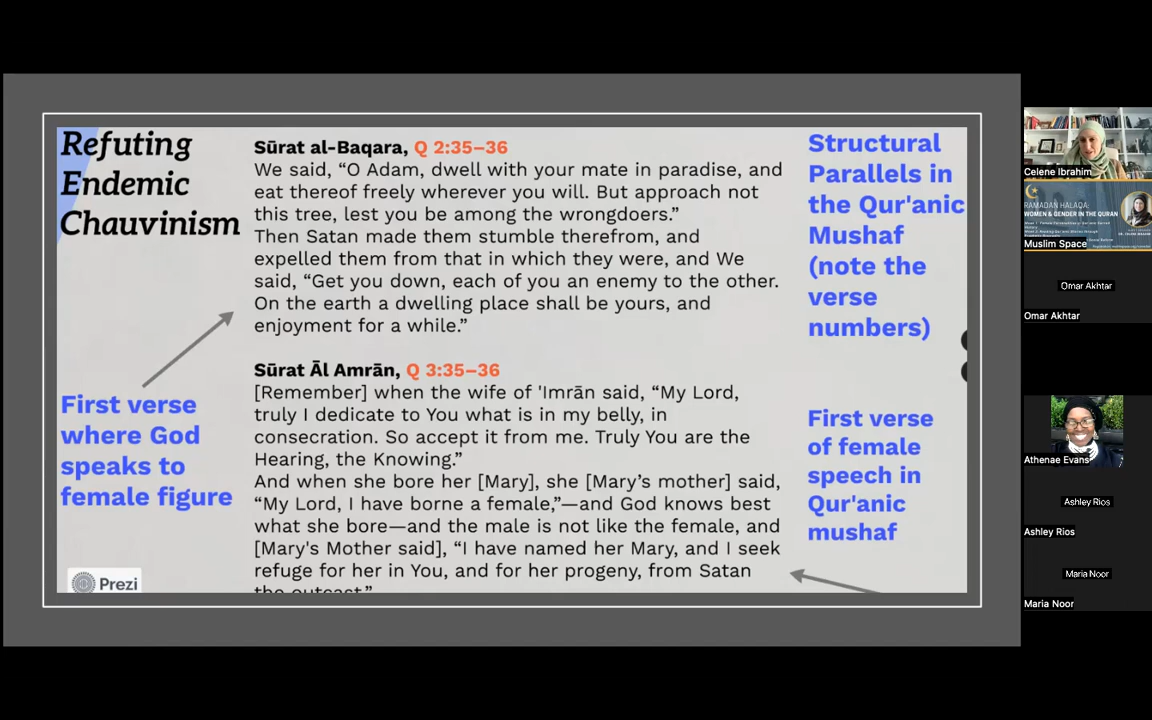 Refuting
Endemic
Chauvinism
Sūrat al-Baqara, Q 2:35–36
We said, “O Adam, dwell with your mate in paradise, and
eat thereof freely wherever you will. But approach not
this tree, lest you be among the wrongdoers.”
Then Satan made them stumble therefrom, and
expelled them from that in which they were, and We
said, “Get you down, each of you an enemy to the other.
On the earth a dwelling place shall be yours, and
enjoyment for a while.”
Sūrat Āl Amrān, Q 3:35–36
[Remember] when the wife of 'Imrān said, “My Lord,
truly I dedicate to You what is in my belly, in
consecration. So accept it from me. Truly You are the
Hearing, the Knowing.”
And when she bore her [Mary], she [Mary’s mother] said,
“My Lord, I have borne a female,”—and God knows best
what she bore—and the male is not like the female, and
[Mary's Mother said], “I have named her Mary, and I seek
refuge for her in You, and for her progeny, from Satan
the outcast.”
First verse
where God
speaks to
female figure
Structural
Parallels in
the Qur'anic
Mushaf
(note the
verse
numbers)
First verse
of female
speech in
Qur'anic
mushaf
Prezi
Celene Ibrahim
RAMADAN HALAQA:
WOMEN & GENDER IN THE QURAN
Muslim Space
Omar Akhtar
Omar Akhtar
Athenae Evans
Ashley Rios
Ashley Rios
Maria Noor
Maria Noor